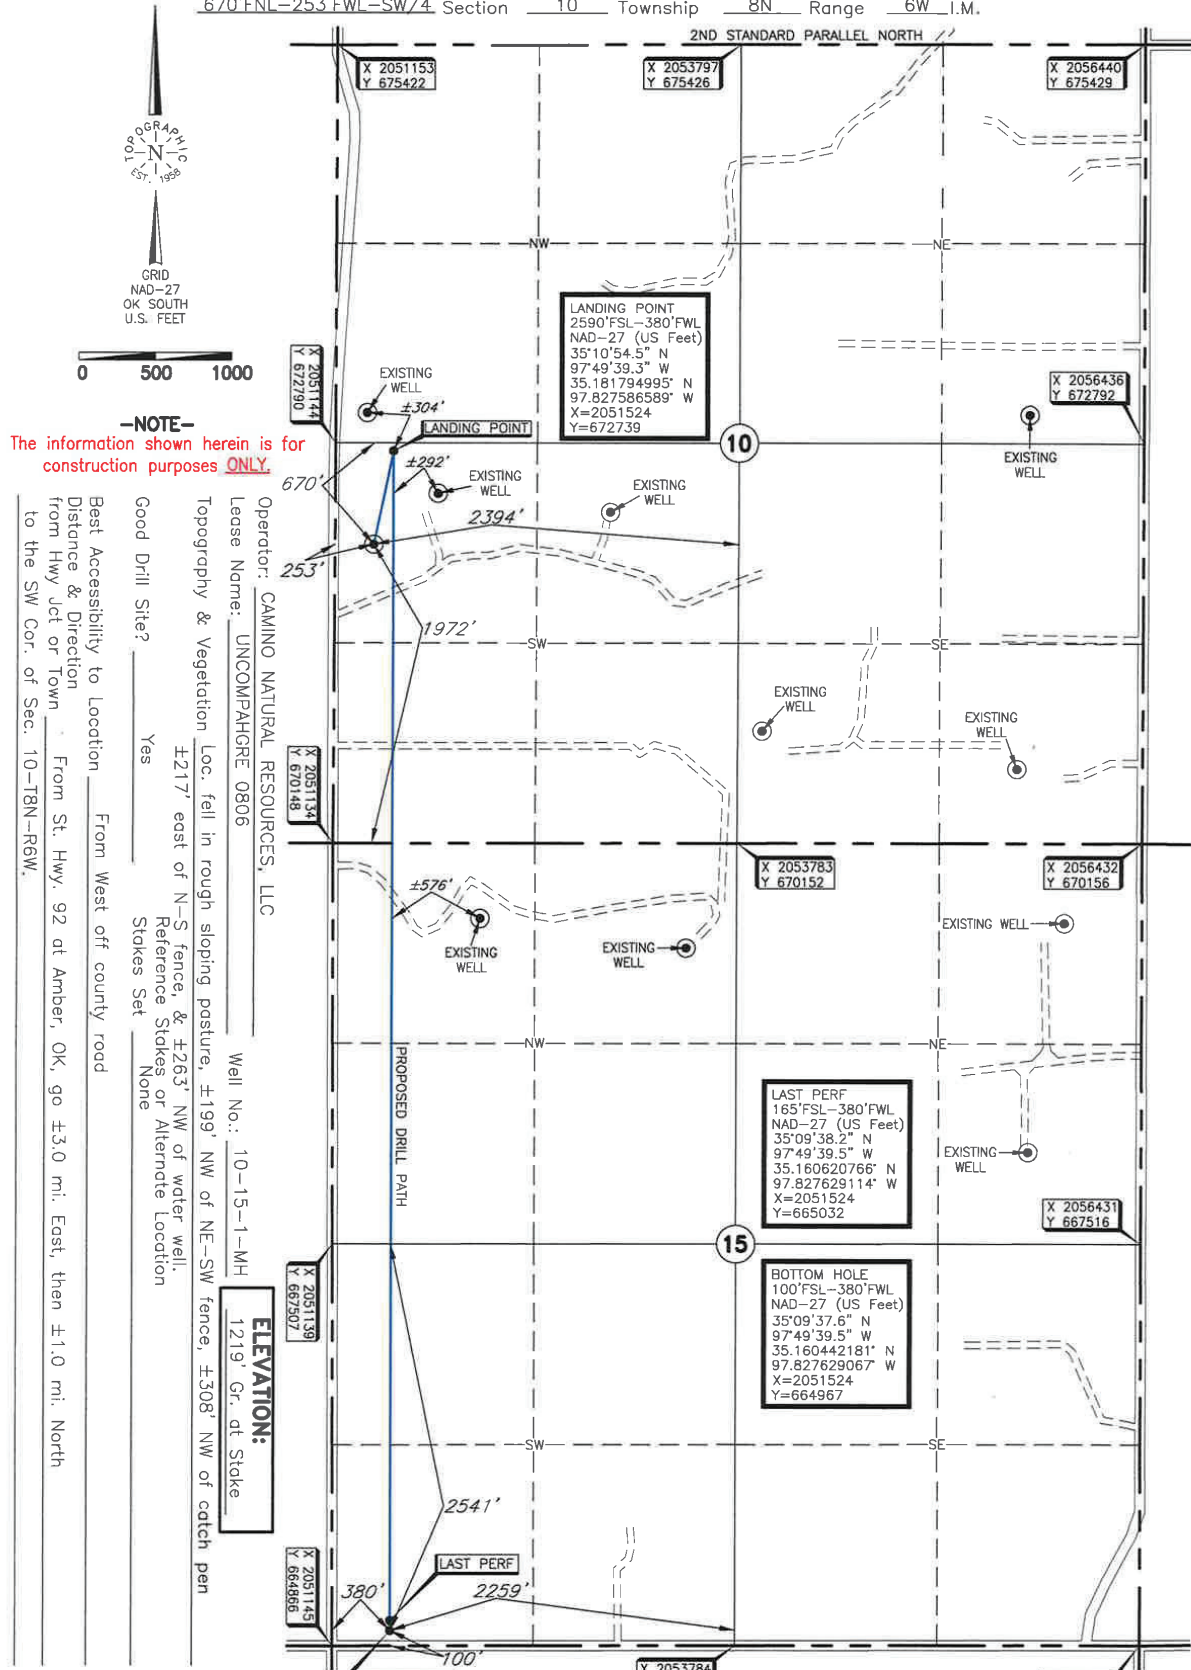 670'FNL-253'FWL-SW/4 Section 10 Township 8N Range 6W I.M.
2ND STANDARD PARALLEL NORTH
X 2051153
Y 675422
X 2053797
Y 675426
X 2056440
Y 675429
TOPOGRAPHIC
N
EST. 1958
GRID
NAD-27
OK SOUTH
U.S. FEET
0 500 1000
-NOTE-
The information shown herein is for
construction purposes ONLY.
NW
NE
LANDING POINT
2590'FSL-380'FWL
NAD-27 (US Feet)
35°10'54.5" N
97°49'39.3" W
35.181794995° N
97.827586589° W
X=2051524
Y=672739
X 2051144
Y 672790
X 2056436
Y 672792
EXISTING
WELL
±304'
LANDING POINT
10
EXISTING
WELL
±292'
EXISTING
WELL
EXISTING
WELL
670'
2394'
253'
1972'
SW
SE
EXISTING
WELL
EXISTING
WELL
X 2051134
Y 670148
X 2053783
Y 670152
X 2056432
Y 670156
±576'
EXISTING
WELL
EXISTING
WELL
EXISTING WELL
NW
NE
PROPOSED DRILL PATH
LAST PERF
165'FSL-380'FWL
NAD-27 (US Feet)
35°09'38.2" N
97°49'39.5" W
35.160620766° N
97.827629114° W
X=2051524
Y=665032
EXISTING
WELL
X 2056431
Y 667516
15
X 2051139
Y 667507
BOTTOM HOLE
100'FSL-380'FWL
NAD-27 (US Feet)
35°09'37.6" N
97°49'39.5" W
35.160442181° N
97.827629067° W
X=2051524
Y=664967
SW
SE
2541'
LAST PERF
X 2051145
Y 664866
380'
2259'
100'
X 2053784
Operator: CAMINO NATURAL RESOURCES, LLC
Lease Name: UNCOMPAHGRE 0806 Well No.: 10-15-1-MH
ELEVATION:
1219' Gr. at Stake
Topography & Vegetation Loc. fell in rough sloping pasture, ±199' NW of NE-SW fence, ±308' NW of catch pen
±217' east of N-S fence, & ±263' NW of water well.
Reference Stakes or Alternate Location
Good Drill Site? Yes Stakes Set None
Best Accessibility to Location From West off county road
Distance & Direction
from Hwy Jct or Town From St. Hwy. 92 at Amber, OK, go ±3.0 mi. East, then ±1.0 mi. North
to the SW Cor. of Sec. 10-T8N-R6W.